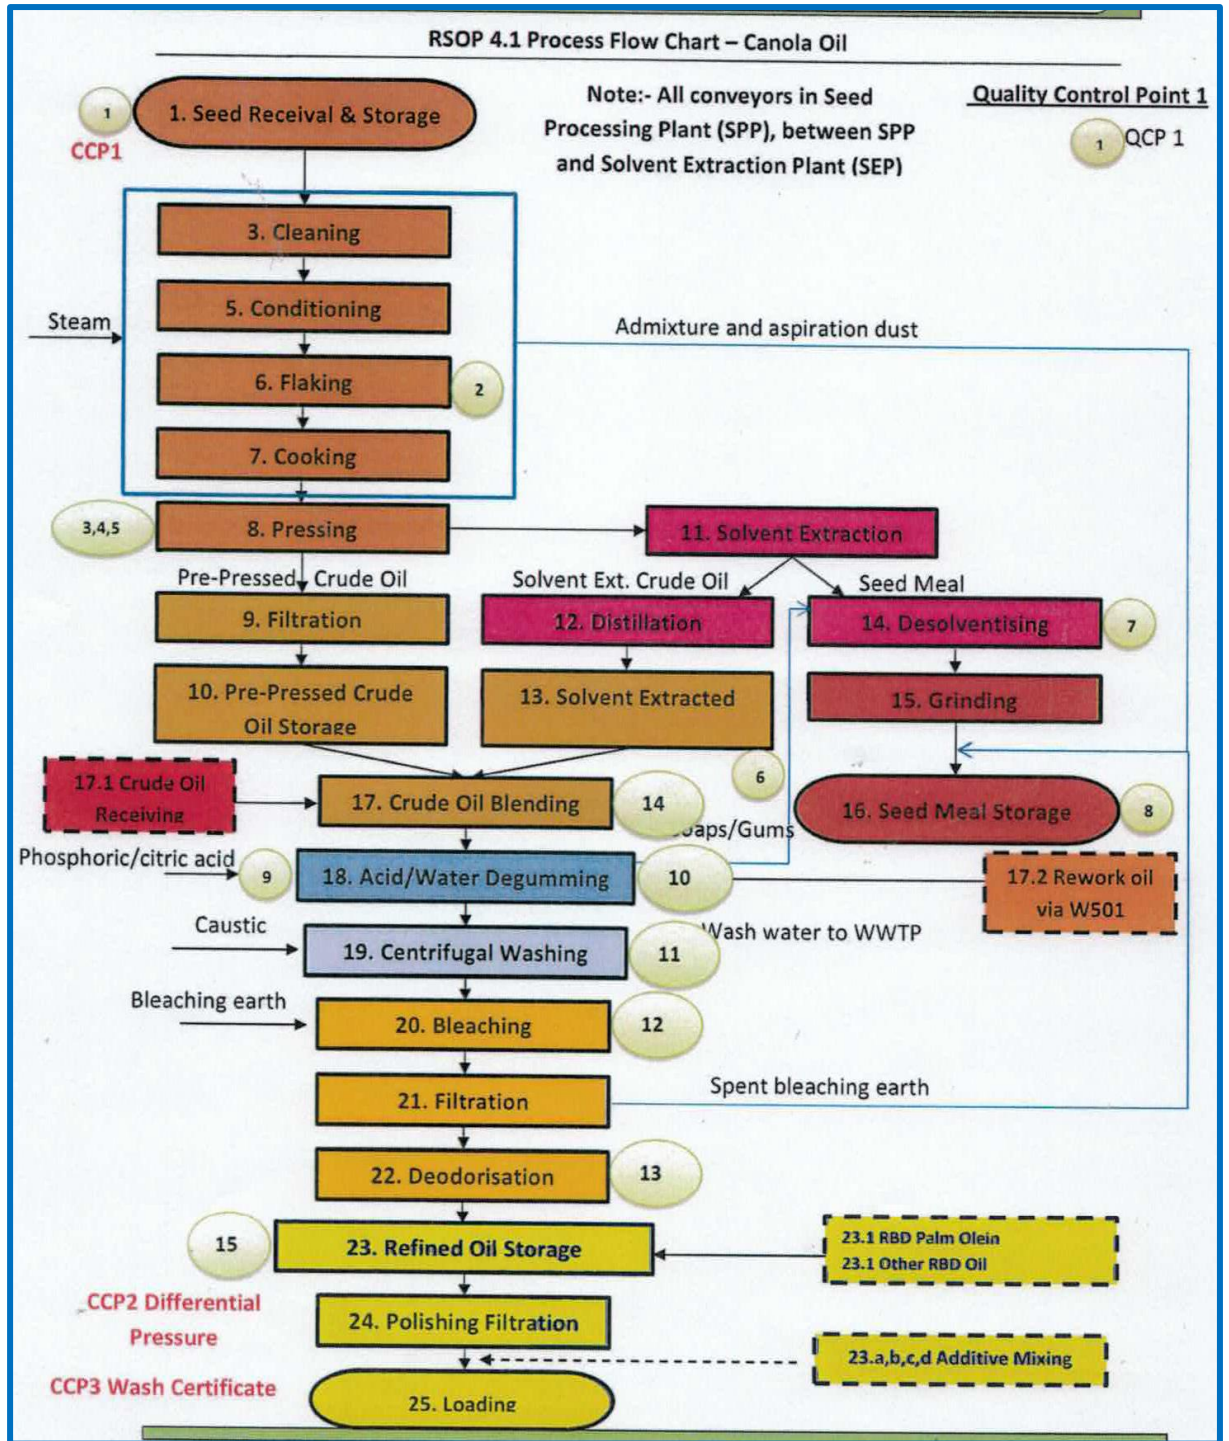 RSOP 4.1 Process Flow Chart – Canola Oil
Note:- All conveyors in Seed
Processing Plant (SPP), between SPP
and Solvent Extraction Plant (SEP)
Quality Control Point 1
1
QCP 1
1
CCP1
1. Seed Receival & Storage
3. Cleaning
5. Conditioning
Steam
Admixture and aspiration dust
6. Flaking
2
7. Cooking
3,4,5
8. Pressing
11. Solvent Extraction
Pre-Pressed Crude Oil
Solvent Ext. Crude Oil
Seed Meal
9. Filtration
12. Distillation
14. Desolventising
7
10. Pre-Pressed Crude
Oil Storage
13. Solvent Extracted
15. Grinding
6
17.1 Crude Oil
Receiving
17. Crude Oil Blending
14
16. Seed Meal Storage
8
oaps/Gums
Phosphoric/citric acid
9
18. Acid/Water Degumming
10
17.2 Rework oil
via W501
Caustic
19. Centrifugal Washing
11
Wash water to WWTP
Bleaching earth
20. Bleaching
12
21. Filtration
Spent bleaching earth
22. Deodorisation
13
15
23. Refined Oil Storage
23.1 RBD Palm Olein
23.1 Other RBD Oil
CCP2 Differential
Pressure
24. Polishing Filtration
23.a,b,c,d Additive Mixing
CCP3 Wash Certificate
25. Loading